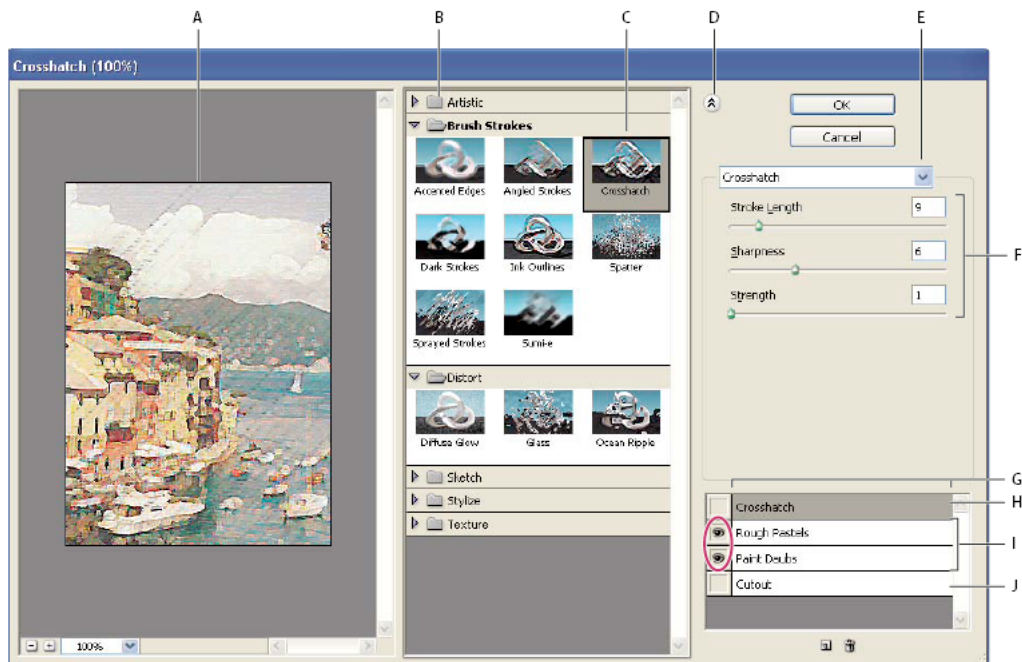 A B C D E
Crosshatch (100%)
Artistic
Brush Strokes
Accented Edges Angled Strokes Crosshatch
Dark Strokes Ink Outlines Spatter
Sprayed Strokes Sumi-e
Distort
Diffuse Glow Glass Ocean Ripple
Sketch
Stylize
Texture
100%
OK
Cancel
Crosshatch
Stroke Length 9
Sharpness 6
F
Strength 1
G
Crosshatch H
Rough Pastels
I
Paint Daubs
Cutout J